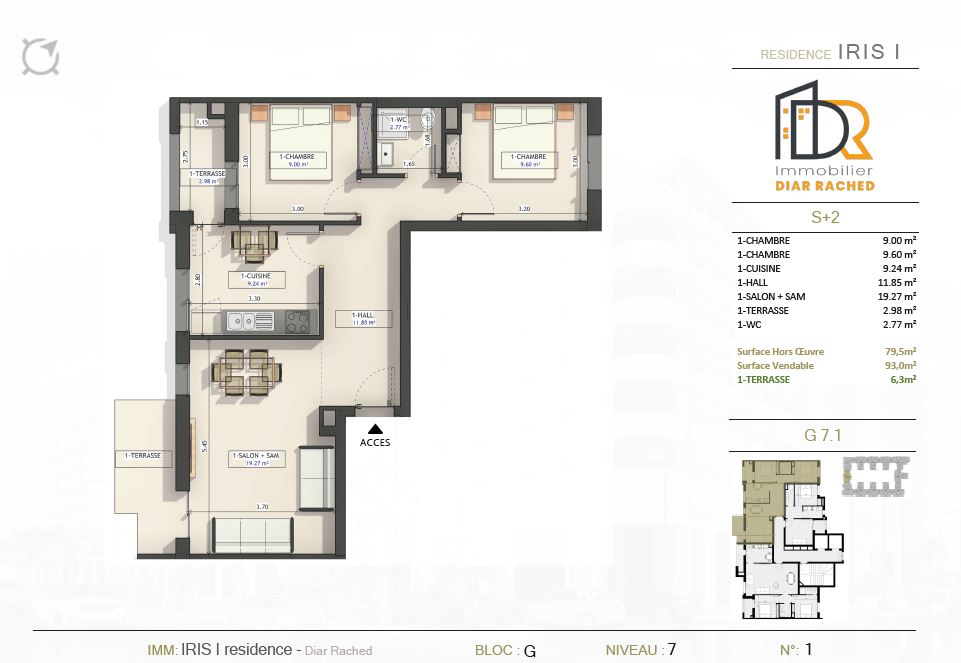 RESIDENCE IRIS I
DR
Immobilier
DIAR RACHED
S+2
1-CHAMBRE 9.00 m²
1-CHAMBRE 9.60 m²
1-CUISINE 9.24 m²
1-HALL 11.85 m²
1-SALON + SAM 19.27 m²
1-TERRASSE 2.98 m²
1-WC 2.77 m²
Surface Hors Œuvre 79,5m²
Surface Vendable 93,0m²
1-TERRASSE 6,3m²
G 7.1
1.15
2.75
1-TERRASSE
2.98 m²
3.00
1-CHAMBRE
9.00 m²
3.00
1-WC
2.77 m²
1.68
1.65
1-CHAMBRE
9.60 m²
3.00
3.20
2.80
1-CUISINE
9.24 m²
3.30
1-HALL
11.85 m²
ACCES
1-TERRASSE
5.45
1-SALON + SAM
19.27 m²
3.70
IMM: IRIS I residence - Diar Rached BLOC : G NIVEAU : 7 N°: 1